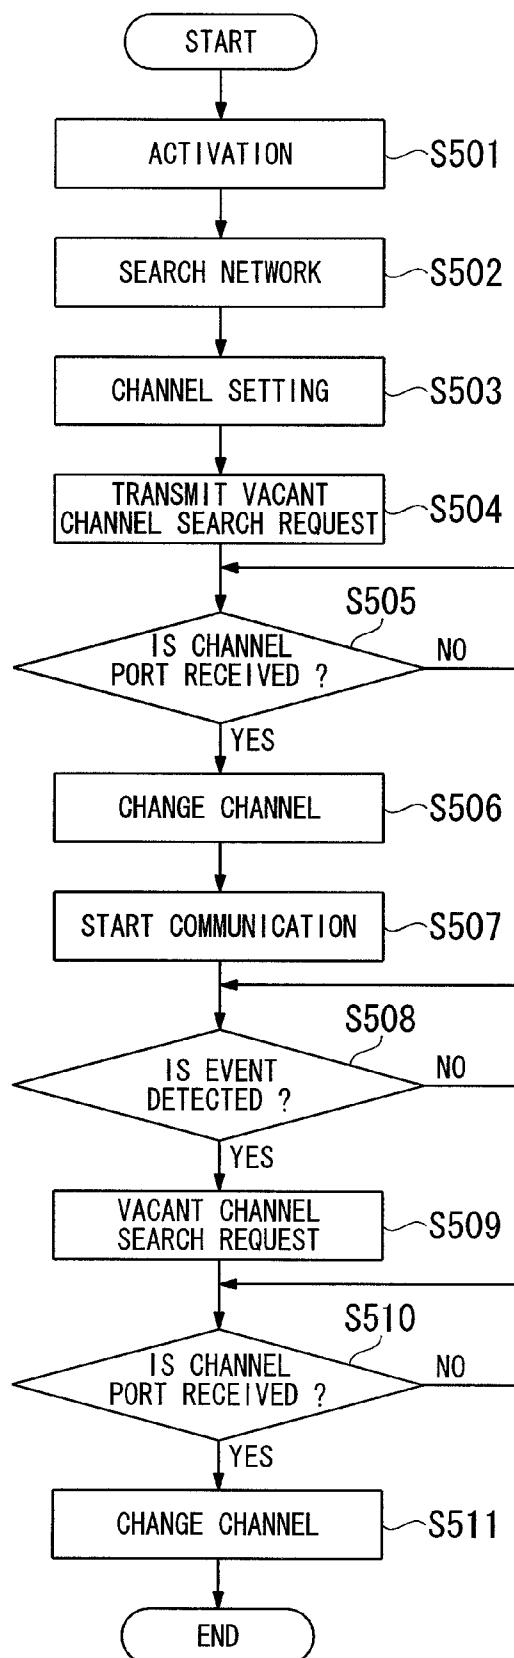 START
ACTIVATION
S501
SEARCH NETWORK
S502
CHANNEL SETTING
S503
TRANSMIT VACANT
CHANNEL SEARCH REQUEST
S504
S505
IS CHANNEL
PORT RECEIVED ?
NO
YES
CHANGE CHANNEL
S506
START COMMUNICATION
S507
S508
IS EVENT
DETECTED ?
NO
YES
VACANT CHANNEL
SEARCH REQUEST
S509
S510
IS CHANNEL
PORT RECEIVED ?
NO
YES
CHANGE CHANNEL
S511
END